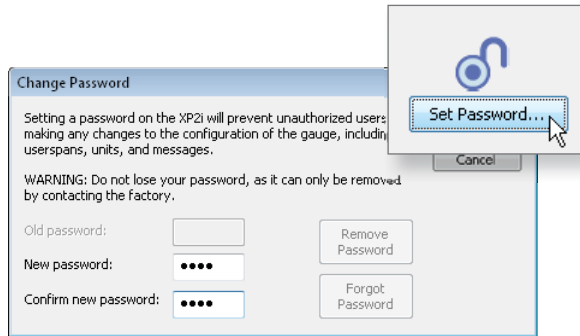 Change Password
Set Password...
Setting a password on the XP2i will prevent unauthorized users
making any changes to the configuration of the gauge, includin
userspans, units, and messages.
Cancel
WARNING: Do not lose your password, as it can only be removed
by contacting the factory.
Old password:
Remove
Password
New password:
Confirm new password:
Forgot
Password